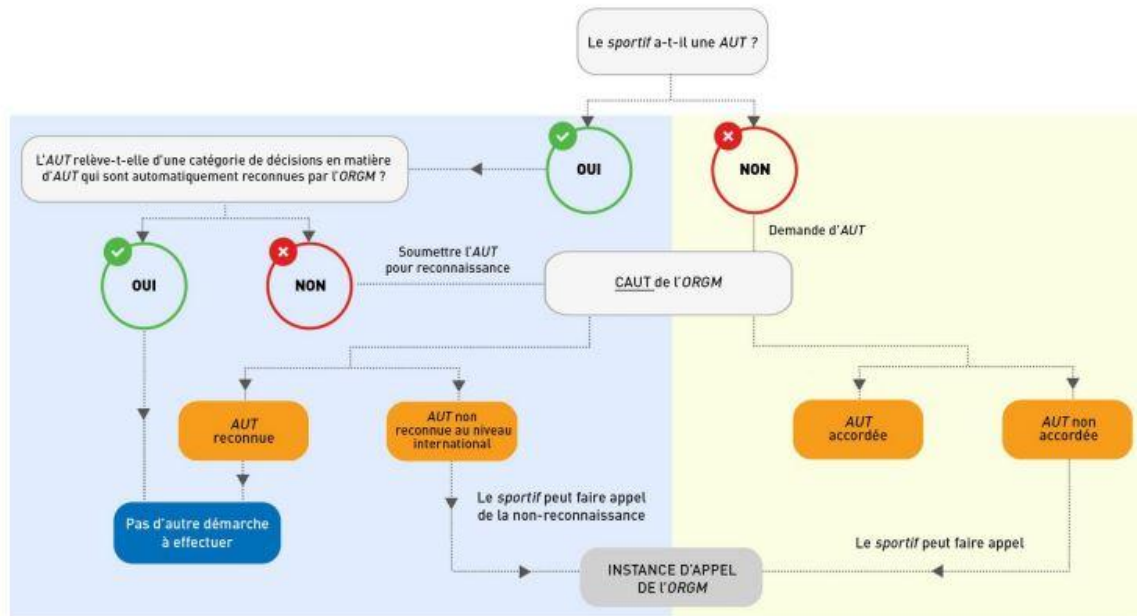 Le sportif a-t-il une AUT ?
OUI
NON
L'AUT relève-t-elle d'une catégorie de décisions en matière
d'AUT qui sont automatiquement reconnues par l'ORGM ?
Demande d'AUT
OUI
NON
Soumettre l'AUT
pour reconnaissance
CAUT de l'ORGM
AUT
reconnue
AUT non
reconnue au niveau
international
AUT
accordée
AUT non
accordée
Pas d'autre démarche
à effectuer
Le sportif peut faire appel
de la non-reconnaissance
Le sportif peut faire appel
INSTANCE D'APPEL
DE L'ORGM